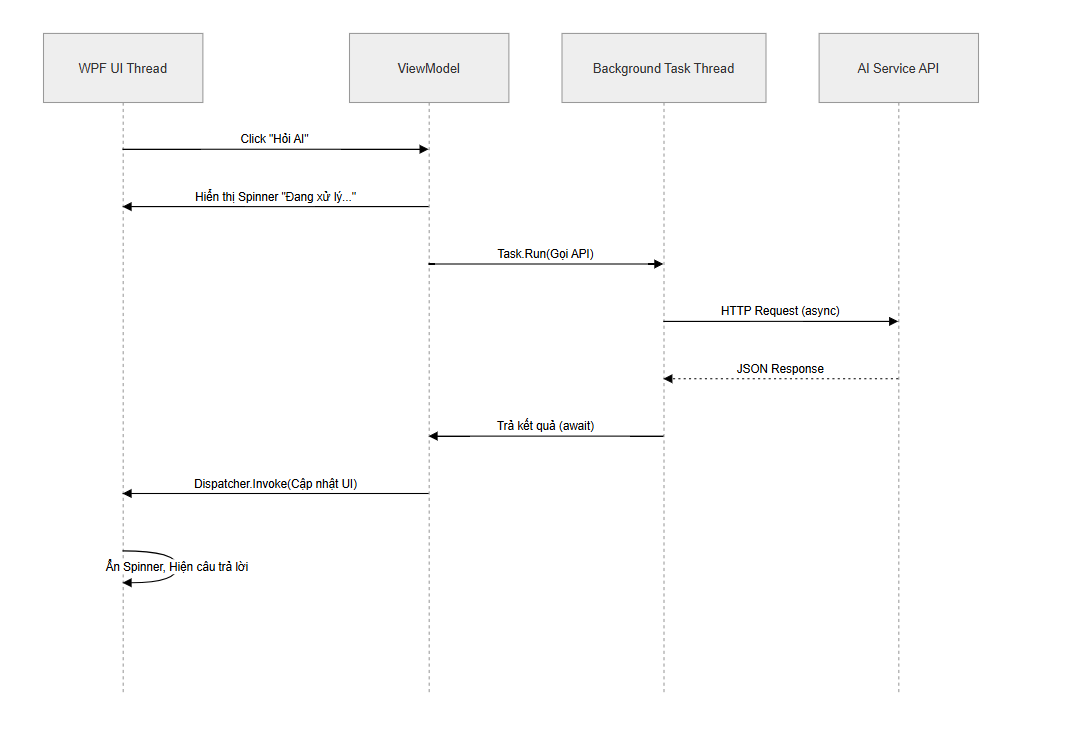 WPF UI Thread
ViewModel
Background Task Thread
AI Service API
Click "Hỏi AI"
Hiển thị Spinner "Đang xử lý..."
Task.Run(Gọi API)
HTTP Request (async)
JSON Response
Trả kết quả (await)
Dispatcher.Invoke(Cập nhật UI)
Ẩn Spinner, Hiện câu trả lời